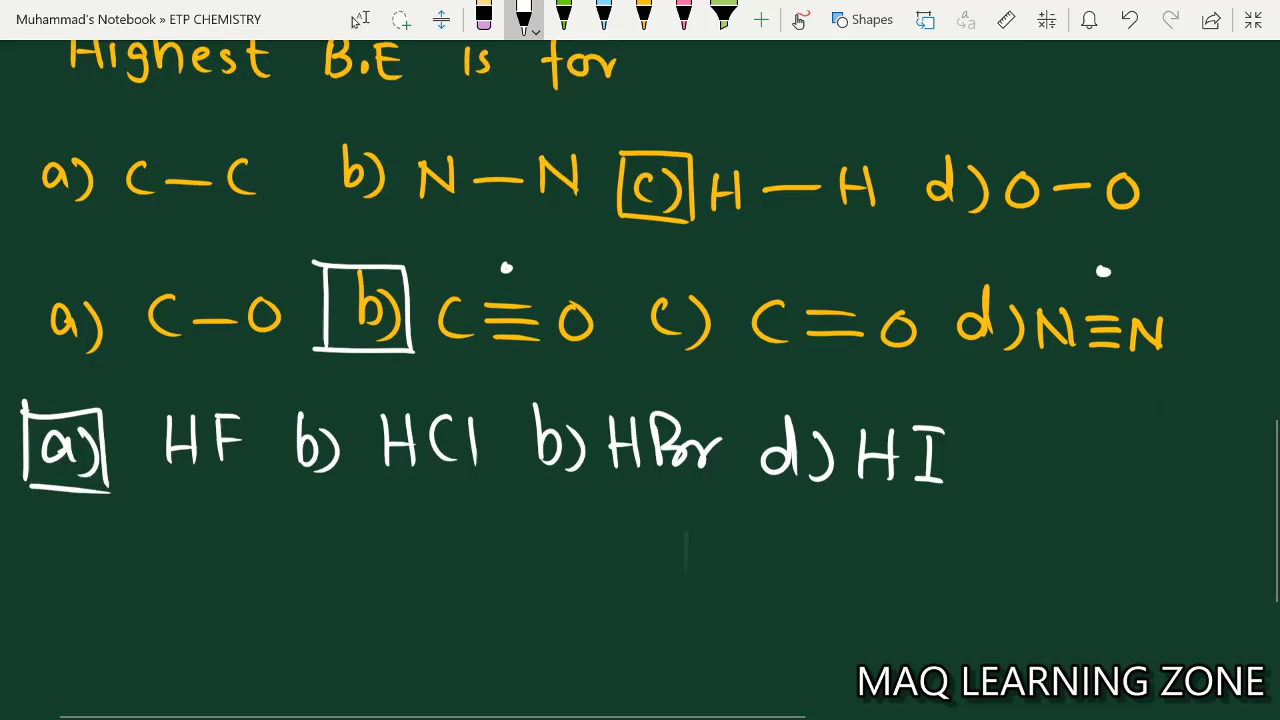 Muhammad's Notebook » ETP CHEMISTRY
Shapes
Highest B.E is for
a) C — C b) N — N c) H — H d) O — O
a) C — O b) C ≡ O c) C = O d) N ≡ N
a) HF b) HCl b) HBr d) HI
MAQ LEARNING ZONE